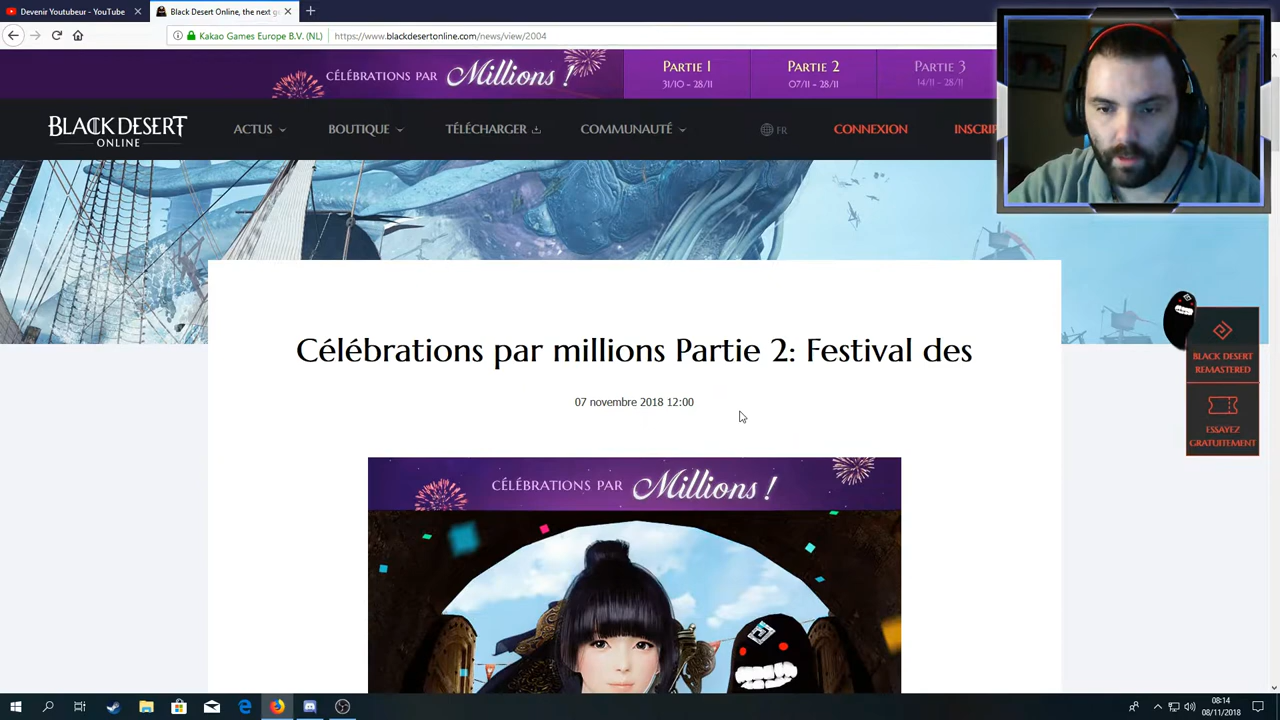 Devenir Youtubeur - YouTube
Black Desert Online, the next g
Kakao Games Europe B.V. (NL)
https://www.blackdesertonline.com/news/view/2004
CÉLÉBRATIONS PAR Millions !
PARTIE 1
31/10 - 28/11
PARTIE 2
07/11 - 28/11
PARTIE 3
14/11 - 28/11
BLACK DESERT
ONLINE
ACTUS
BOUTIQUE
TÉLÉCHARGER
COMMUNAUTÉ
FR
CONNEXION
INSCRIP
Célébrations par millions Partie 2: Festival des
07 novembre 2018 12:00
BLACK DESERT
REMASTERED
ESSAYEZ
GRATUITEMENT
CÉLÉBRATIONS PAR Millions !
08:14
08/11/2018